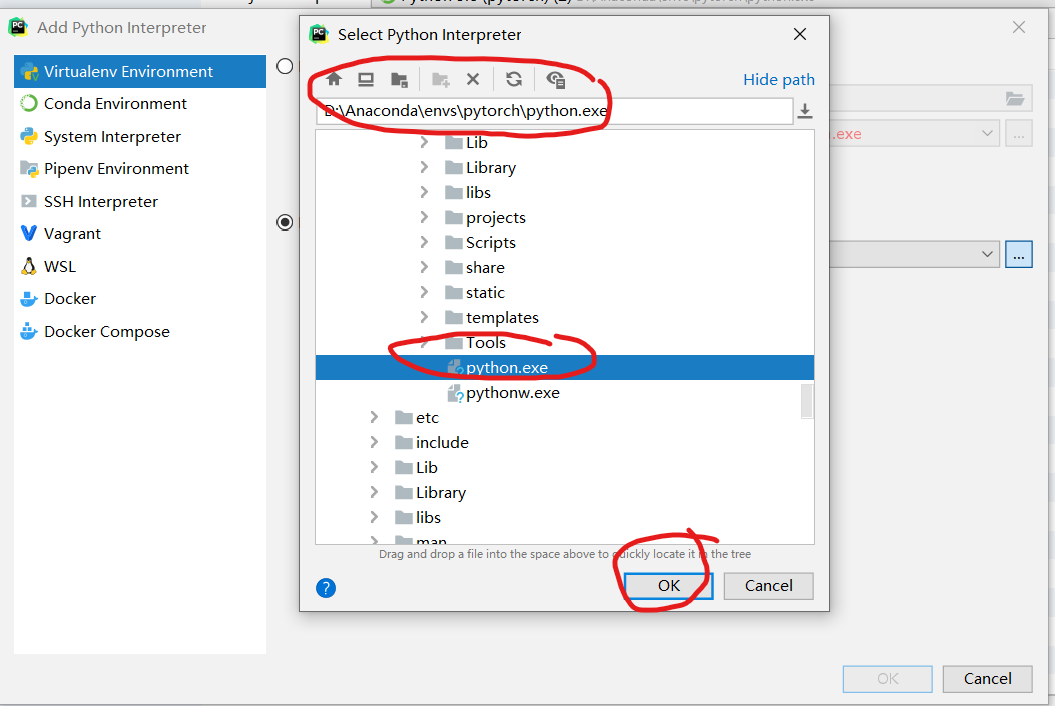 Add Python Interpreter
Virtualenv Environment
Conda Environment
System Interpreter
Pipenv Environment
SSH Interpreter
Vagrant
WSL
Docker
Docker Compose
Select Python Interpreter
Hide path
D:\Anaconda\envs\pytorch\python.exe
Lib
Library
libs
projects
Scripts
share
static
templates
Tools
python.exe
pythonw.exe
etc
include
Lib
Library
libs
man
Drag and drop a file into the space above to quickly locate it in the tree
?
OK
Cancel
.exe
...
...
OK
Cancel